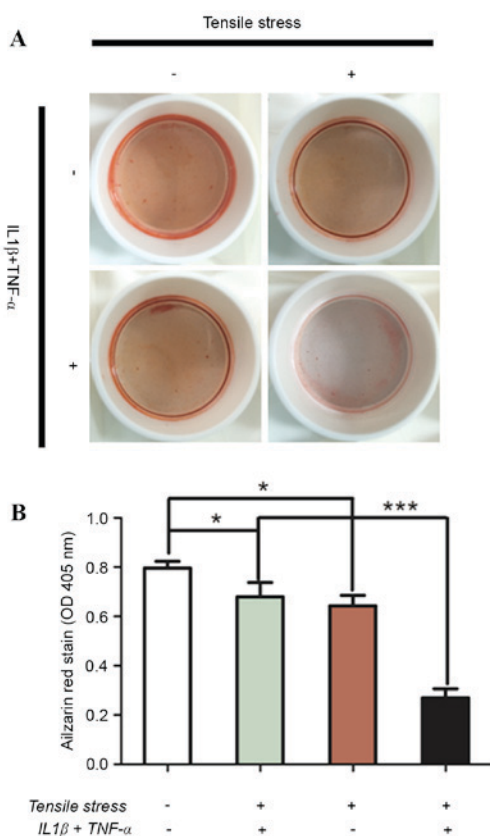 Tensile stress
A
- +
-
IL1β+TNF-α
+
B
* * ***
Ailzarin red stain (OD 405 nm)
1.0
0.8
0.6
0.4
0.2
0.0
Tensile stress - + + +
IL1β + TNF-α - + - +